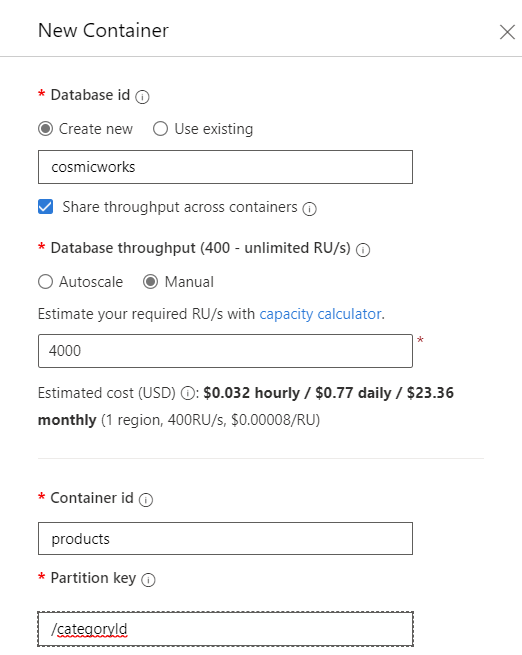 New Container
* Database id
Create new Use existing
cosmicworks
Share throughput across containers
* Database throughput (400 - unlimited RU/s)
Autoscale Manual
Estimate your required RU/s with capacity calculator.
4000 *
Estimated cost (USD) : $0.032 hourly / $0.77 daily / $23.36
monthly (1 region, 400RU/s, $0.00008/RU)
* Container id
products
* Partition key
/categoryId